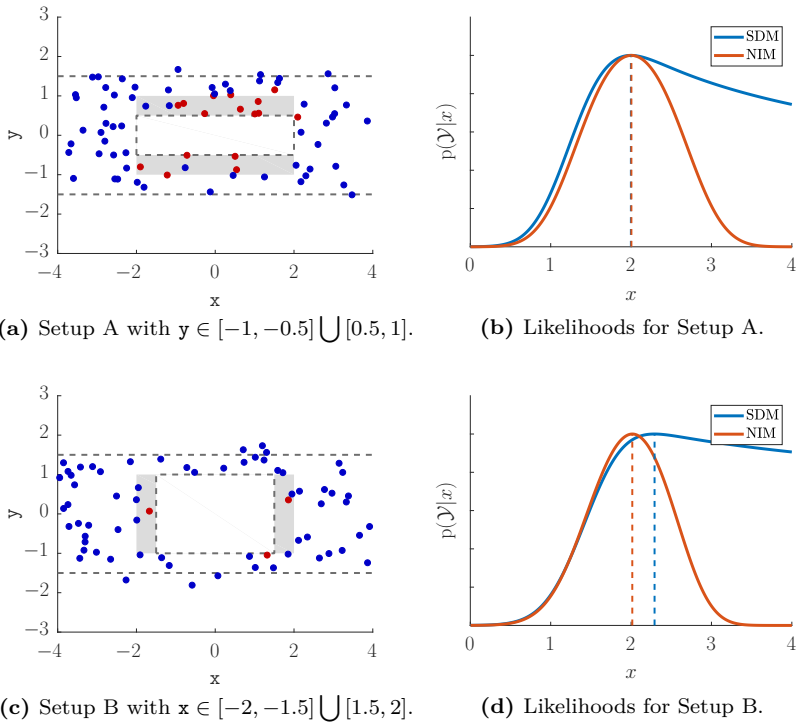 3
2
1
0
−1
−2
−3
y
−4
−2
0
2
4
x
(a) Setup A with y ∈ [−1, −0.5] ⋃ [0.5, 1].
SDM
NIM
p(𝒴|x)
0
1
2
3
4
x
(b) Likelihoods for Setup A.
3
2
1
0
−1
−2
−3
y
−4
−2
0
2
4
x
(c) Setup B with x ∈ [−2, −1.5] ⋃ [1.5, 2].
SDM
NIM
p(𝒴|x)
0
1
2
3
4
x
(d) Likelihoods for Setup B.